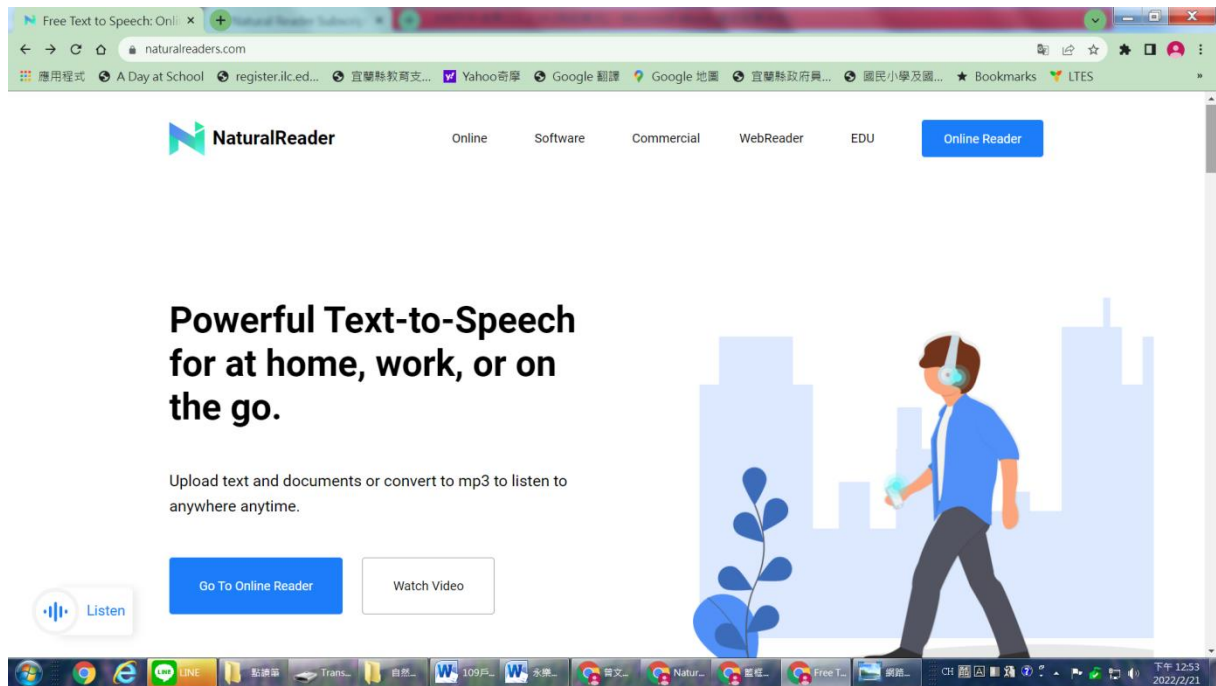 Free Text to Speech: Onli
naturalreaders.com
應用程式 A Day at School register.ilc.ed... 宜蘭縣教育支... Yahoo奇摩 Google 翻譯 Google 地圖 宜蘭縣政府員... 國民小學及國... Bookmarks LTES »
NaturalReader Online Software Commercial WebReader EDU Online Reader
Powerful Text-to-Speech
for at home, work, or on
the go.
Upload text and documents or convert to mp3 to listen to
anywhere anytime.
Go To Online Reader Watch Video
Listen
LINE LINE 點讀筆 Trans... 自然... 109戶... 永樂... 曾文... Natur... 藍框... Free T... 網路... CH 下午 12:53
2022/2/21